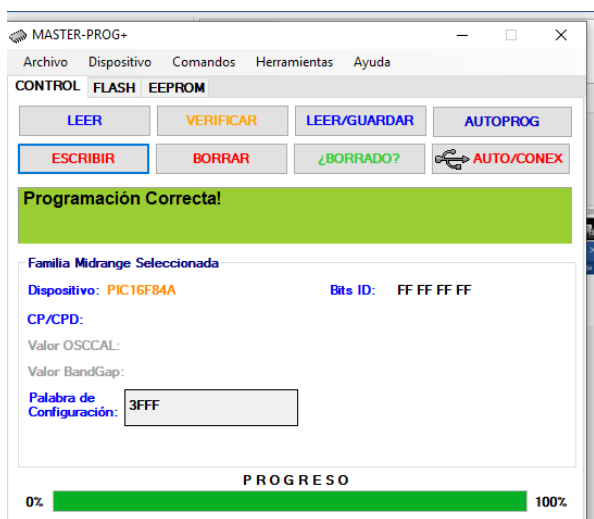 MASTER-PROG+
Archivo Dispositivo Comandos Herramientas Ayuda
CONTROL FLASH EEPROM
LEER VERIFICAR LEER/GUARDAR AUTOPROG
ESCRIBIR BORRAR ¿BORRADO? AUTO/CONEX
Programación Correcta!
Familia Midrange Seleccionada
Dispositivo: PIC16F84A Bits ID: FF FF FF FF
CP/CPD:
Valor OSCCAL:
Valor BandGap:
Palabra de
Configuración: 3FFF
PROGRESO
0% 100%